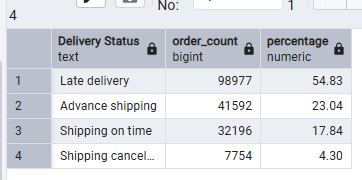 No:
1
4
Delivery Status order_count percentage
text bigint numeric
1 Late delivery 98977 54.83
2 Advance shipping 41592 23.04
3 Shipping on time 32196 17.84
4 Shipping cancel... 7754 4.30